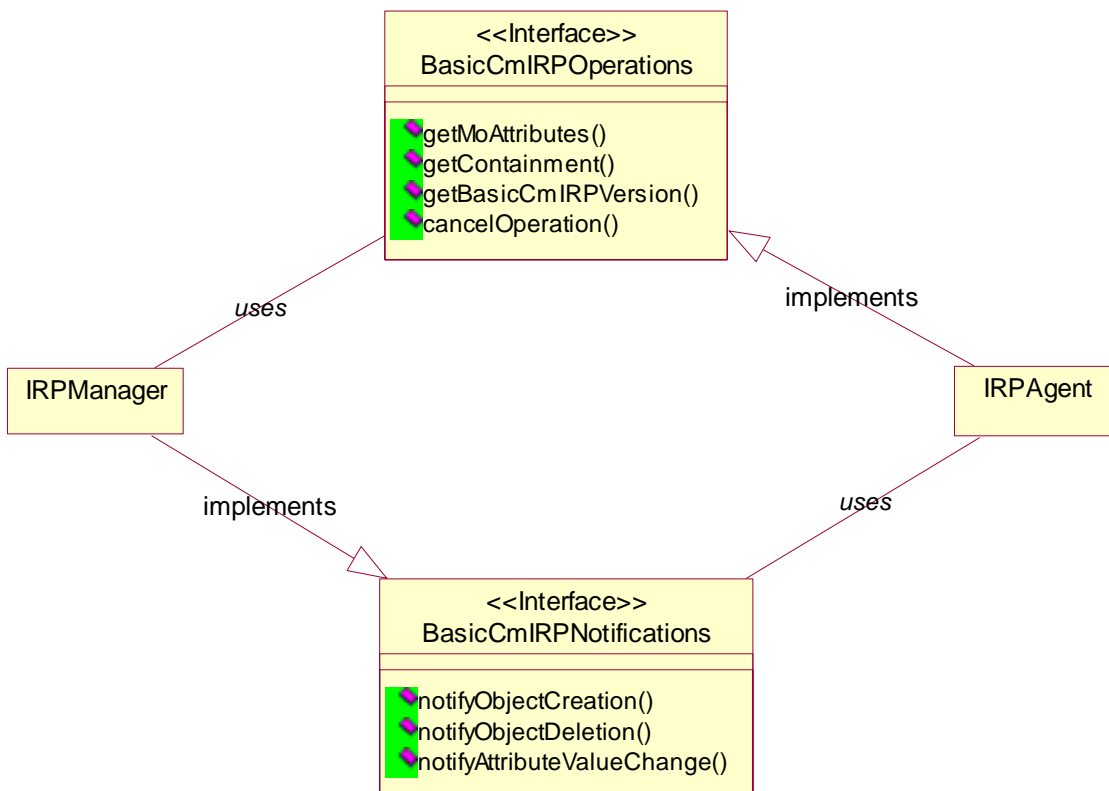 <<Interface>>
BasicCmIRPOperations
getMoAttributes()
getContainment()
getBasicCmIRPVersion()
cancelOperation()
uses
implements
IRPManager
IRPAgent
implements
uses
<<Interface>>
BasicCmIRPNotifications
notifyObjectCreation()
notifyObjectDeletion()
notifyAttributeValueChange()